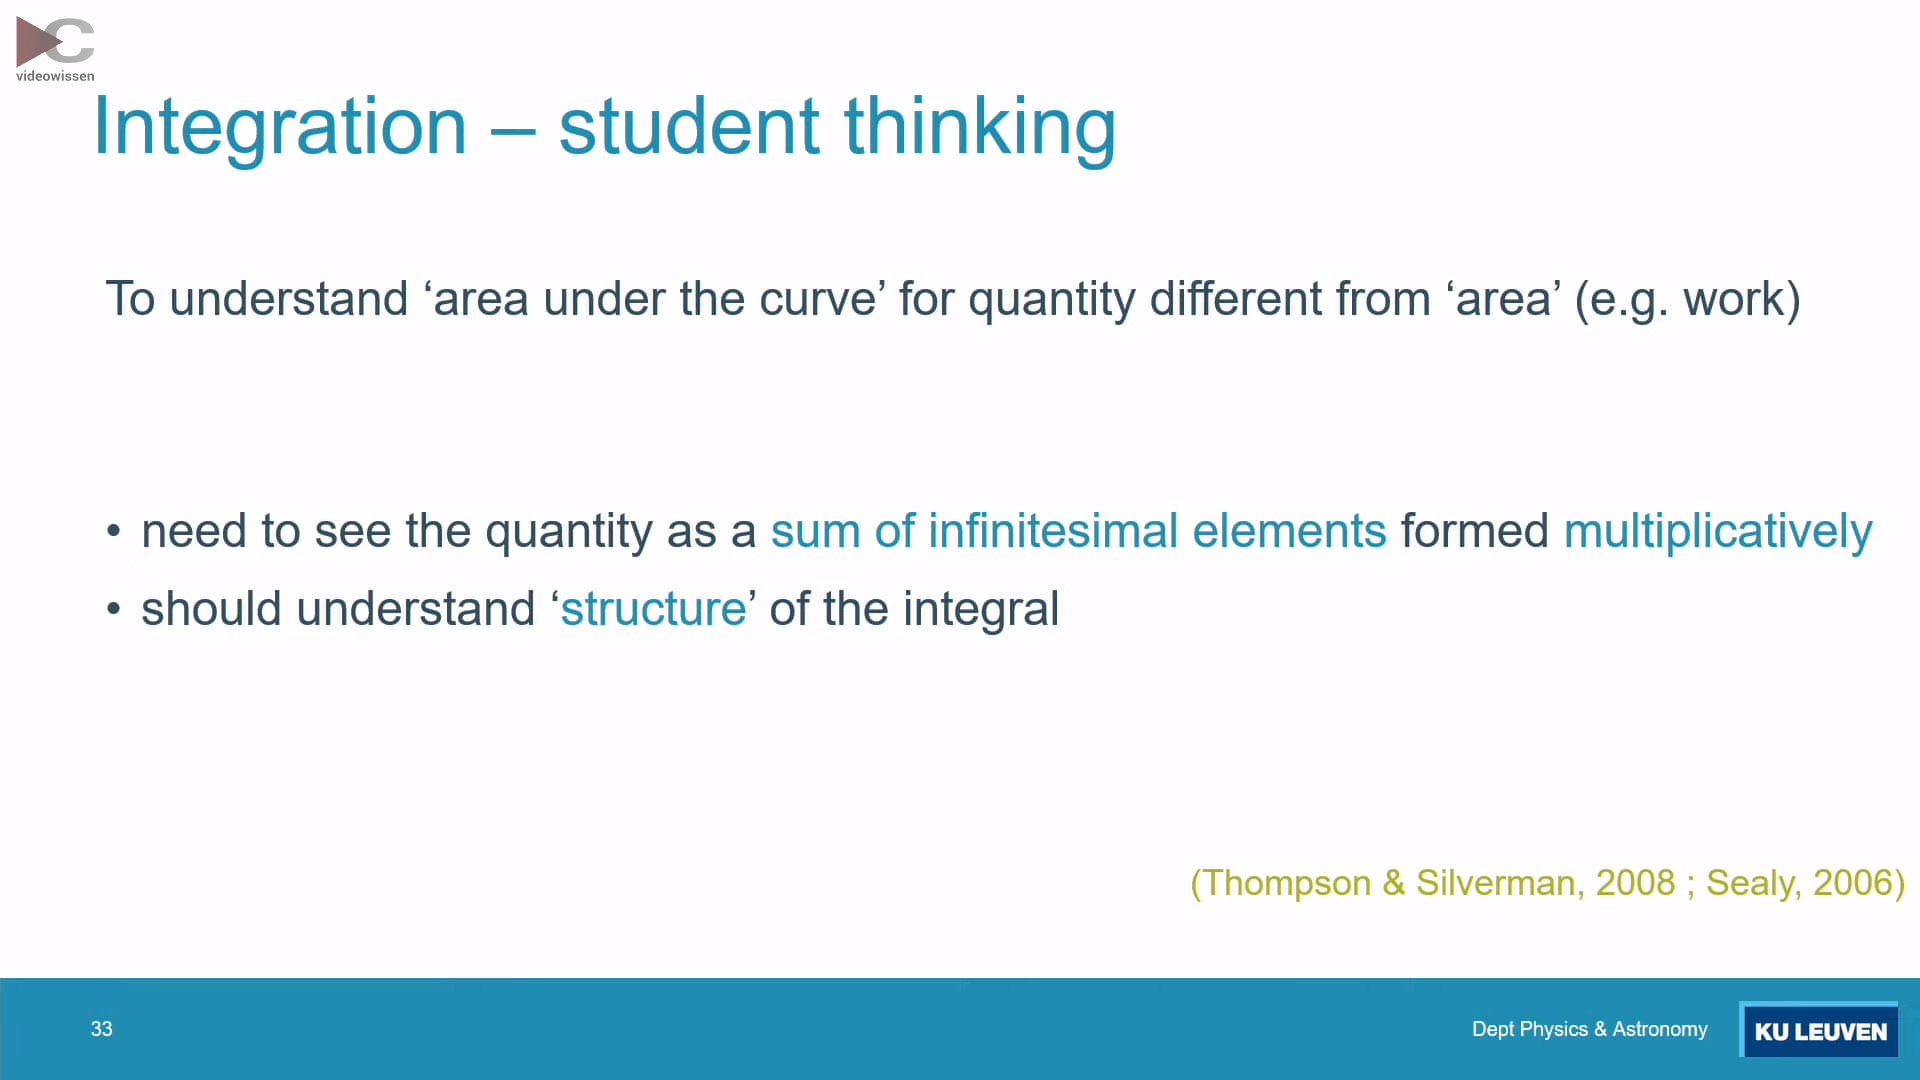 C
videowissen
Integration – student thinking
To understand ‘area under the curve’ for quantity different from ‘area’ (e.g. work)
• need to see the quantity as a sum of infinitesimal elements formed multiplicatively
• should understand ‘structure’ of the integral
(Thompson & Silverman, 2008 ; Sealy, 2006)
33
Dept Physics & Astronomy
KU LEUVEN